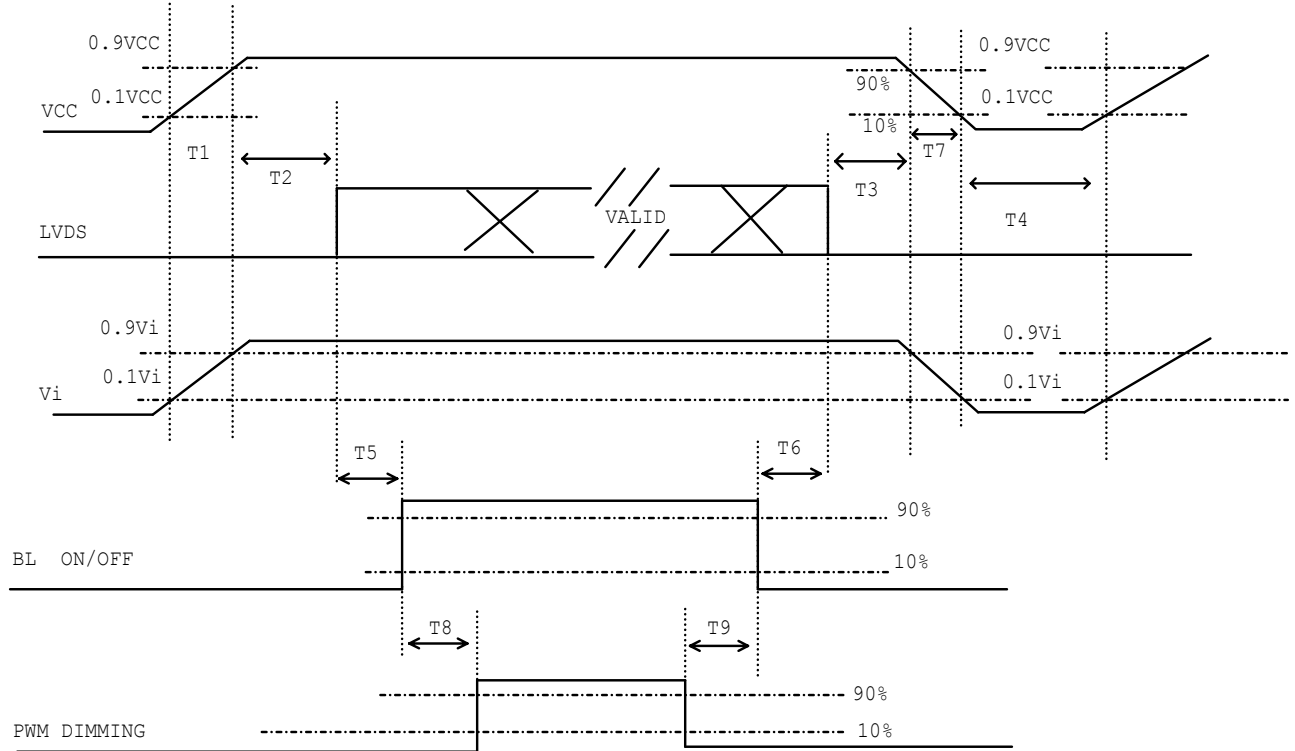 0.9VCC
0.9VCC
90%
0.1VCC
0.1VCC
VCC
10%
T1
T7
T2
T3
T4
VALID
LVDS
0.9Vi
0.9Vi
0.1Vi
0.1Vi
Vi
T5
T6
90%
BL ON/OFF
10%
T8
T9
90%
PWM DIMMING
10%